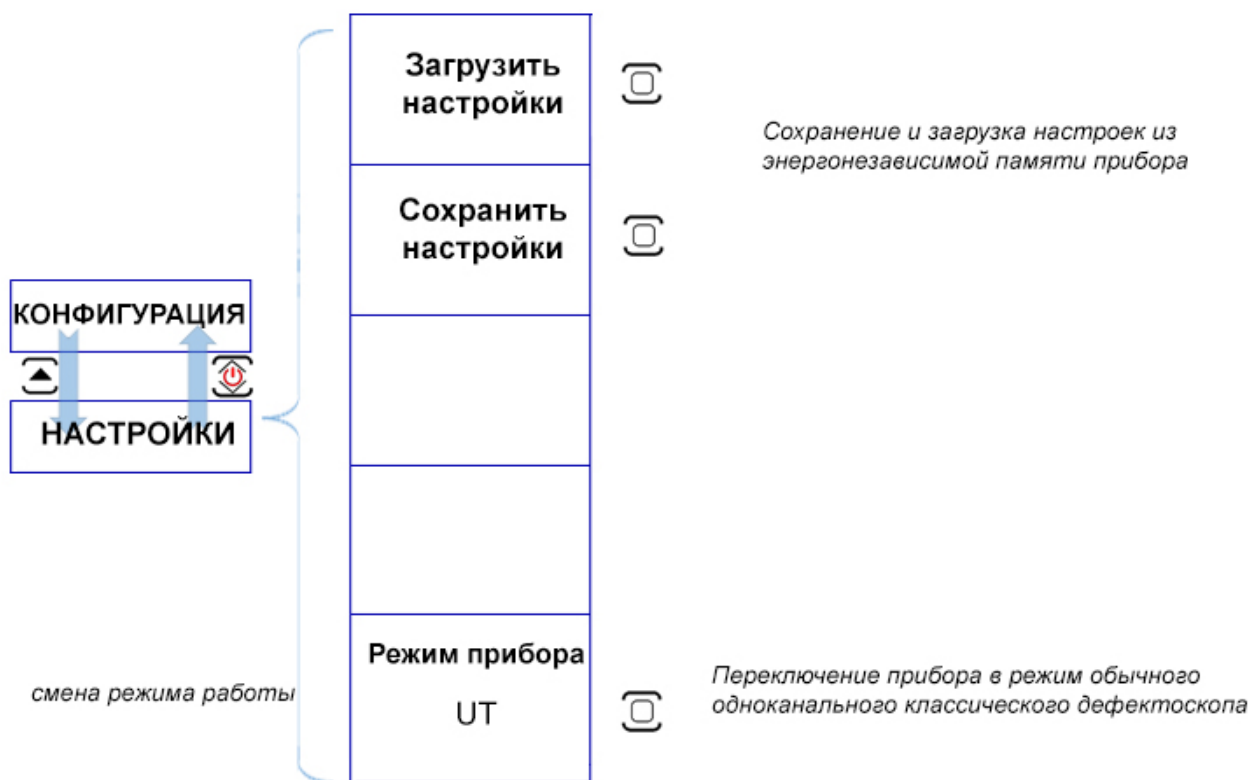 Загрузить
настройки
Сохранение и загрузка настроек из
энергонезависимой памяти прибора
Сохранить
настройки
КОНФИГУРАЦИЯ
НАСТРОЙКИ
Режим прибора
UT
смена режима работы
Переключение прибора в режим обычного
одноканального классического дефектоскопа